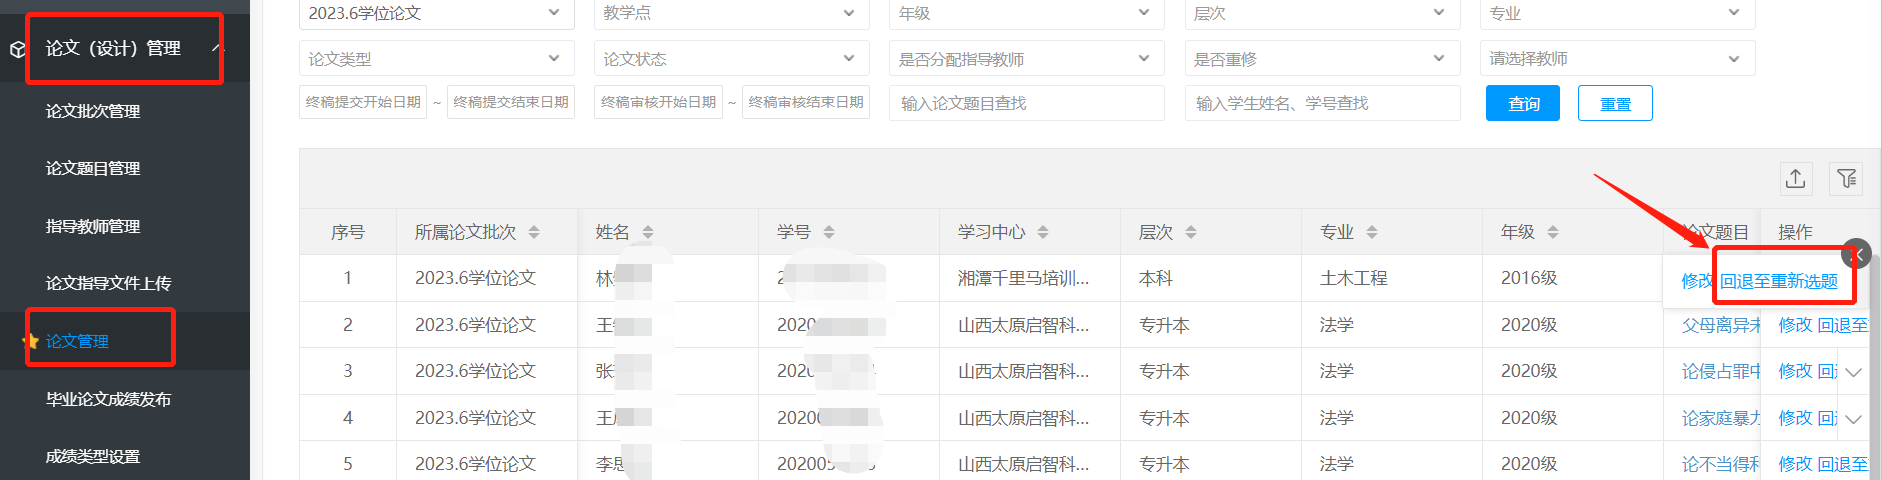 论文（设计）管理
论文批次管理
论文题目管理
指导教师管理
论文指导文件上传
论文管理
毕业论文成绩发布
成绩类型设置
2023.6学位论文 教学点 年级 层次 专业
论文类型 论文状态 是否分配指导教师 是否重修 请选择教师
终稿提交开始日期 ~ 终稿提交结束日期 终稿审核开始日期 ~ 终稿审核结束日期 输入论文题目查找 输入学生姓名、学号查找 查询 重置
序号 所属论文批次 姓名 学号 学习中心 层次 专业 年级 论文题目 操作
1 2023.6学位论文 林 2 湘潭千里马培训... 本科 土木工程 2016级 修改 回退至重新选题
2 2023.6学位论文 王 2020 山西太原启智科... 专升本 法学 2020级 父母离异未 修改 回退至
3 2023.6学位论文 张 202 山西太原启智科... 专升本 法学 2020级 论侵占罪中 修改 回退
4 2023.6学位论文 王 202 山西太原启智科... 专升本 法学 2020级 论家庭暴力 修改 回退
5 2023.6学位论文 李思 20205 山西太原启智科... 专升本 法学 2020级 论不当得利 修改 回退至